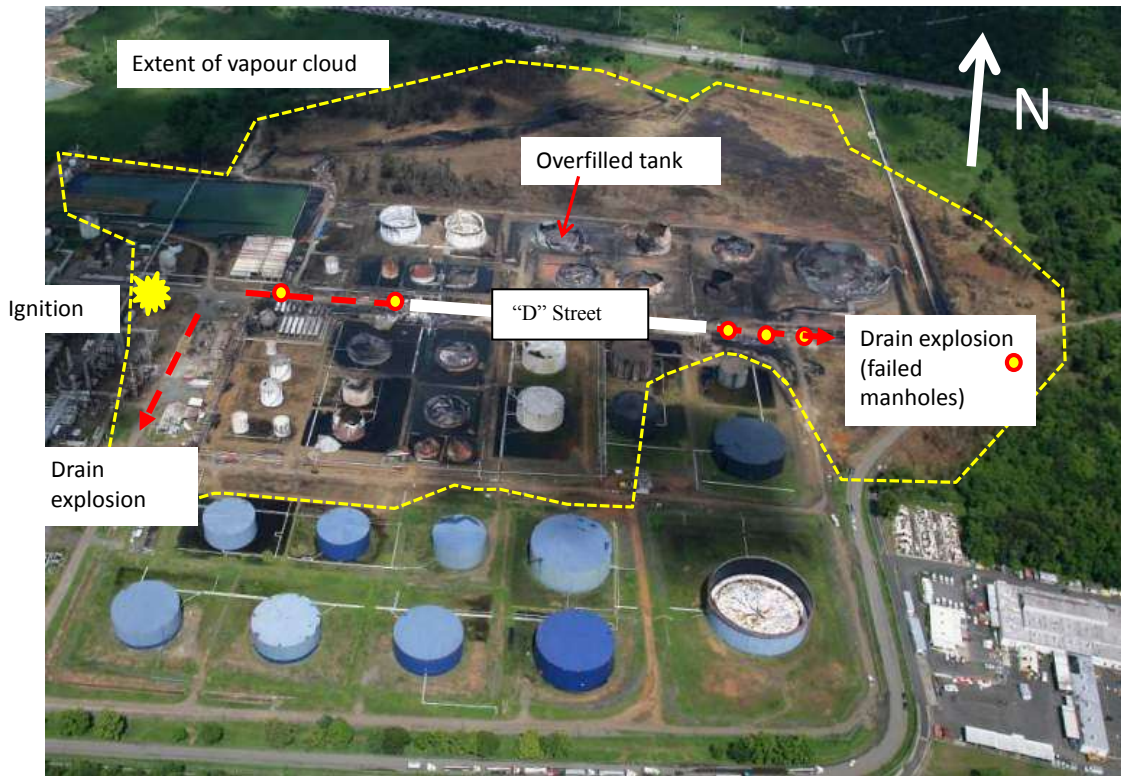 Extent of vapour cloud
N
Overfilled tank
Ignition
“D” Street
Drain explosion
(failed
manholes)
Drain
explosion